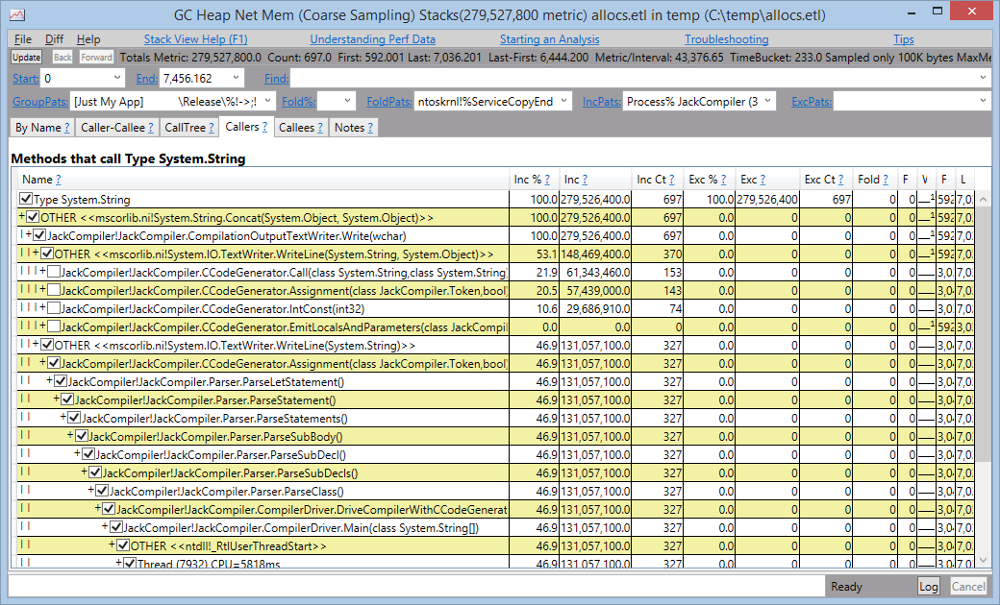 GC Heap Net Mem (Coarse Sampling) Stacks(279,527,800 metric) allocs.etl in temp (C:\temp\allocs.etl)
File Diff Help Stack View Help (F1) Understanding Perf Data Starting an Analysis Troubleshooting Tips
Update Back Forward Totals Metric: 279,527,800.0 Count: 697.0 First: 592.001 Last: 7,036.201 Last-First: 6,444.200 Metric/Interval: 43,376.65 TimeBucket: 233.0 Sampled only 100K bytes MaxMe
Start: 0 End: 7,456.162 Find:
GroupPats: [Just My App] \Release\%!->;! Fold%: FoldPats: ntoskrnl!%ServiceCopyEnd IncPats: Process% JackCompiler (3 ExcPats:
By Name ? Caller-Callee ? CallTree ? Callers ? Callees ? Notes ?
Methods that call Type System.String
Name ? Inc % ? Inc ? Inc Ct ? Exc % ? Exc ? Exc Ct ? Fold ? F F L
Type System.String 100.0 279,526,400.0 697 100.0 279,526,400 697 0 0 592 7,0
+ OTHER <<mscorlib.ni!System.String.Concat(System.Object, System.Object)>> 100.0 279,526,400.0 697 0.0 0 0 0 0 592 7,0
| + JackCompiler!JackCompiler.CompilationOutputTextWriter.Write(wchar) 100.0 279,526,400.0 697 0.0 0 0 0 0 592 7,0
| | + OTHER <<mscorlib.ni!System.IO.TextWriter.WriteLine(System.String, System.Object)>> 53.1 148,469,400.0 370 0.0 0 0 0 0 592 7,0
| | | + JackCompiler!JackCompiler.CCodeGenerator.Call(class System.String,class System.String 21.9 61,343,460.0 153 0.0 0 0 0 0 3,0 7,0
| | | + JackCompiler!JackCompiler.CCodeGenerator.Assignment(class JackCompiler.Token,bool) 20.5 57,439,000.0 143 0.0 0 0 0 0 3,0 7,0
| | | + JackCompiler!JackCompiler.CCodeGenerator.IntConst(int32) 10.6 29,686,910.0 74 0.0 0 0 0 0 3,0 7,0
| | | + JackCompiler!JackCompiler.CCodeGenerator.EmitLocalsAndParameters(class JackCompil 0.0 0.0 0 0.0 0 0 0 0 592 3,0
| | + OTHER <<mscorlib.ni!System.IO.TextWriter.WriteLine(System.String)>> 46.9 131,057,100.0 327 0.0 0 0 0 0 3,0 7,0
| | + JackCompiler!JackCompiler.CCodeGenerator.Assignment(class JackCompiler.Token,bool) 46.9 131,057,100.0 327 0.0 0 0 0 0 3,0 7,0
| | + JackCompiler!JackCompiler.Parser.ParseLetStatement() 46.9 131,057,100.0 327 0.0 0 0 0 0 3,0 7,0
| | + JackCompiler!JackCompiler.Parser.ParseStatement() 46.9 131,057,100.0 327 0.0 0 0 0 0 3,0 7,0
| | + JackCompiler!JackCompiler.Parser.ParseStatements() 46.9 131,057,100.0 327 0.0 0 0 0 0 3,0 7,0
| | + JackCompiler!JackCompiler.Parser.ParseSubBody() 46.9 131,057,100.0 327 0.0 0 0 0 0 3,0 7,0
| | + JackCompiler!JackCompiler.Parser.ParseSubDecl() 46.9 131,057,100.0 327 0.0 0 0 0 0 3,0 7,0
| | + JackCompiler!JackCompiler.Parser.ParseSubDecls() 46.9 131,057,100.0 327 0.0 0 0 0 0 3,0 7,0
| | + JackCompiler!JackCompiler.Parser.ParseClass() 46.9 131,057,100.0 327 0.0 0 0 0 0 3,0 7,0
| | + JackCompiler!JackCompiler.CompilerDriver.DriveCompilerWithCCodeGenerat 46.9 131,057,100.0 327 0.0 0 0 0 0 3,0 7,0
| | + JackCompiler!JackCompiler.CompilerDriver.Main(class System.String[]) 46.9 131,057,100.0 327 0.0 0 0 0 0 3,0 7,0
| | + OTHER <<ntdll!_RtlUserThreadStart>> 46.9 131,057,100.0 327 0.0 0 0 0 0 3,0 7,0
| | + Thread (7932) CPU=5818ms 46.9 131,057,100.0 327 0.0 0 0 0 0 3,0 7,0
Ready Log Cancel